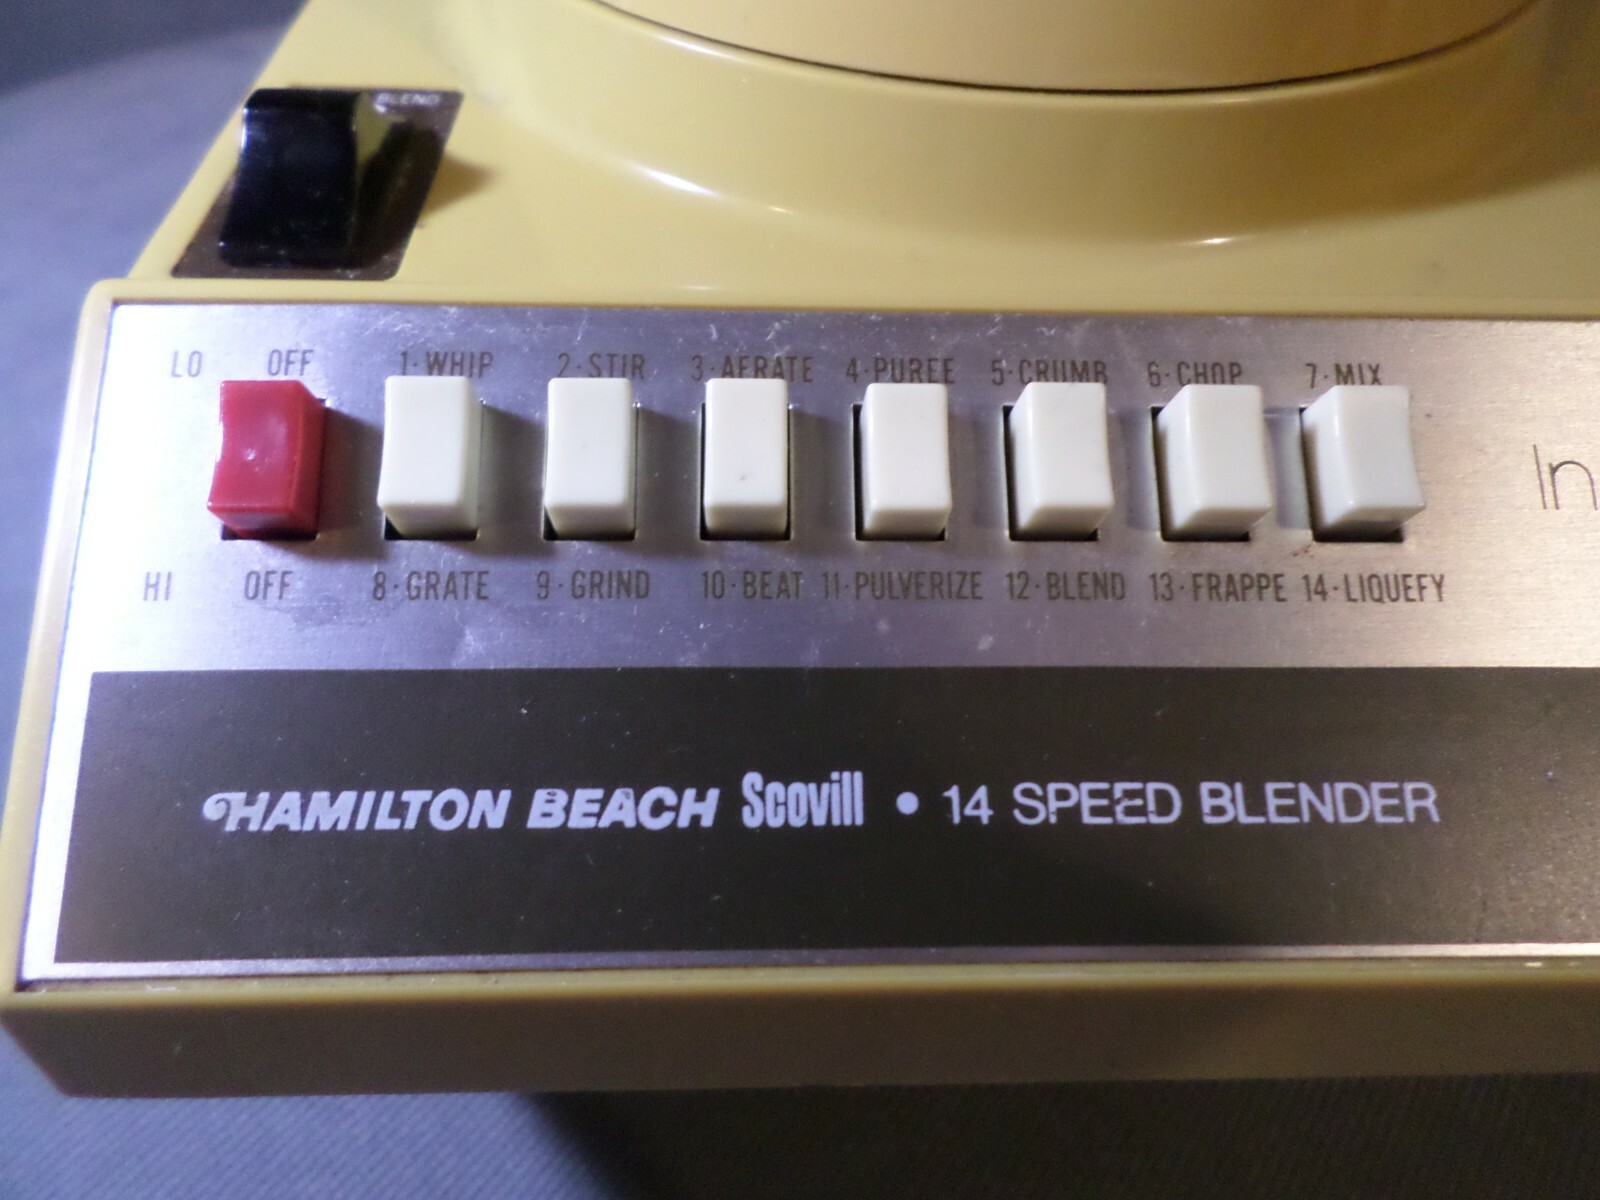 BLEND
LO OFF 1·WHIP 2·STIR 3·AERATE 4·PUREE 5·CRUMB 6·CHOP 7·MIX
In
HI OFF 8·GRATE 9·GRIND 10·BEAT 11·PULVERIZE 12·BLEND 13·FRAPPE 14·LIQUEFY
HAMILTON BEACH Scovill • 14 SPEED BLENDER